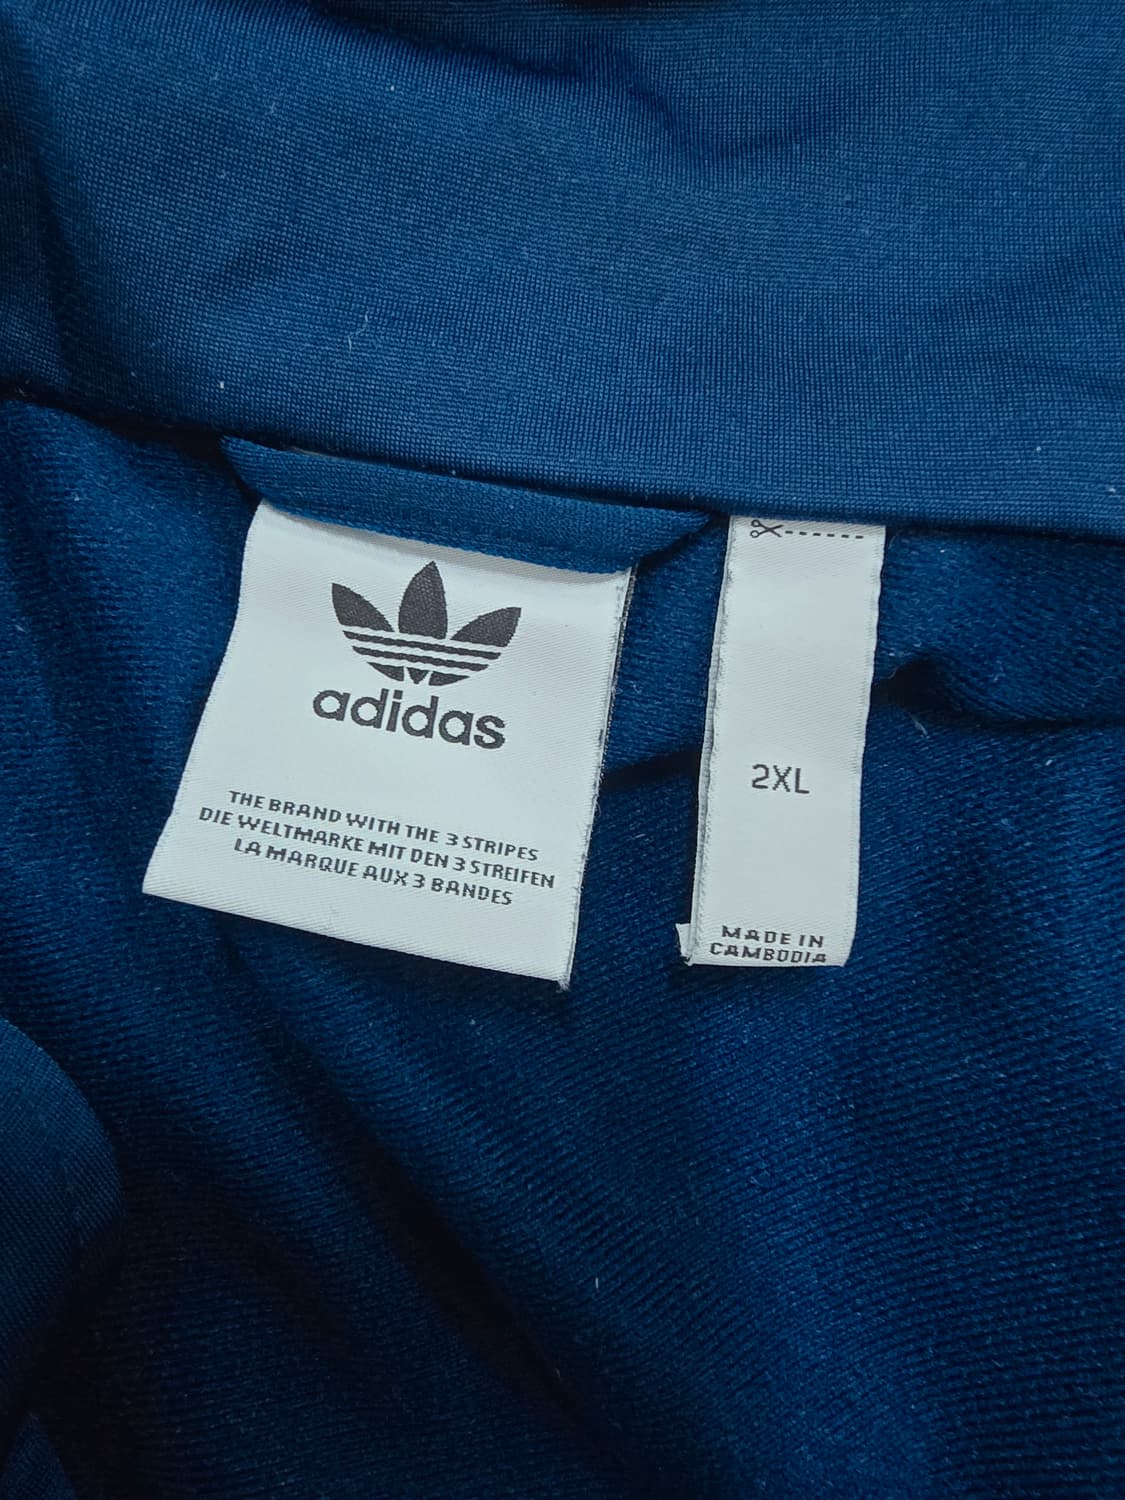 adidas
THE BRAND WITH THE 3 STRIPES
DIE WELTMARKE MIT DEN 3 STREIFEN
LA MARQUE AUX 3 BANDES
2XL
MADE IN
CAMBODIA